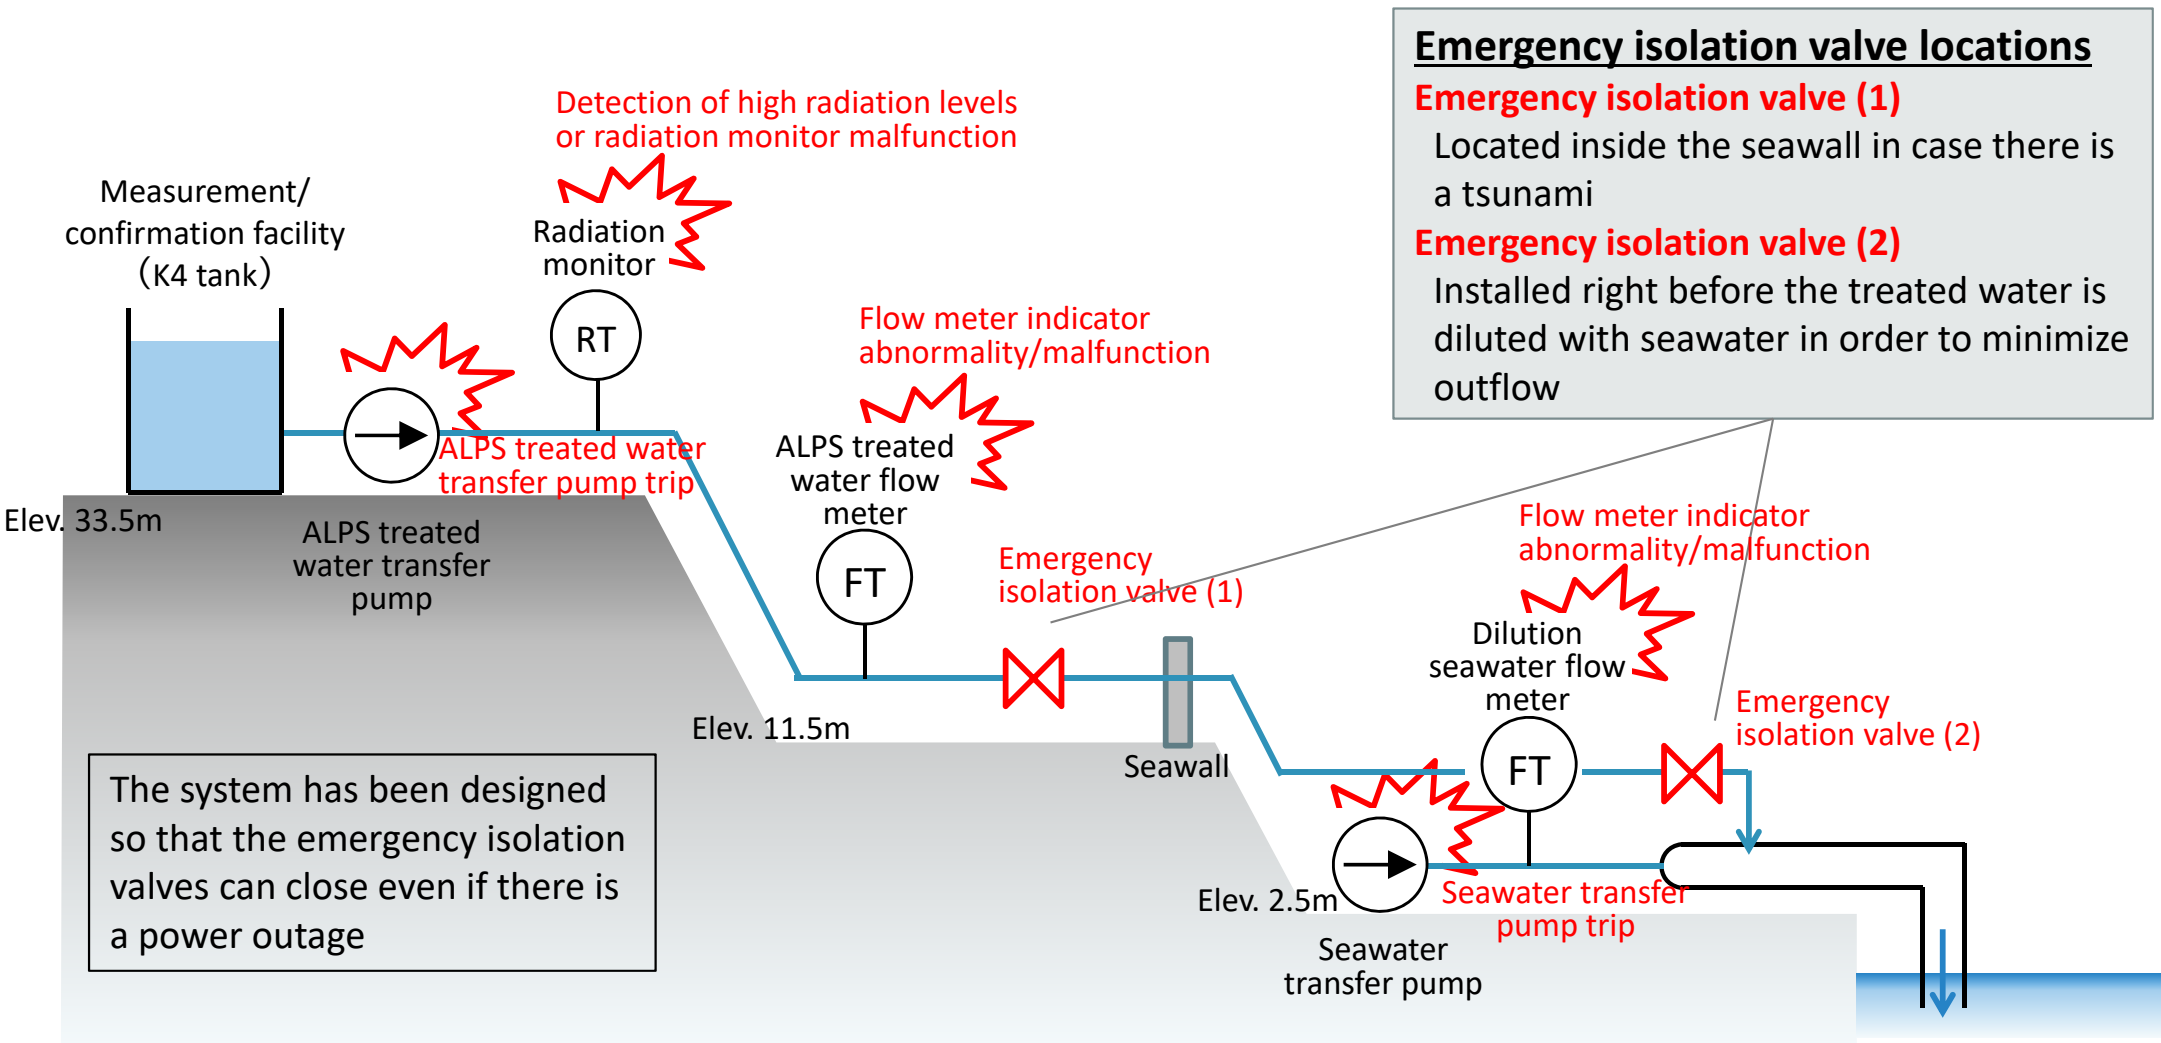 Emergency isolation valve locations
Emergency isolation valve (1)
Located inside the seawall in case there is
a tsunami
Emergency isolation valve (2)
Installed right before the treated water is
diluted with seawater in order to minimize
outflow
Detection of high radiation levels
or radiation monitor malfunction
Measurement/
confirmation facility
（K4 tank）
Radiation
monitor
RT
Flow meter indicator
abnormality/malfunction
ALPS treated water
transfer pump trip
ALPS treated
water flow
meter
FT
Elev. 33.5m
ALPS treated
water transfer
pump
Emergency
isolation valve (1)
Flow meter indicator
abnormality/malfunction
Dilution
seawater flow
meter
FT
Emergency
isolation valve (2)
Elev. 11.5m
Seawall
The system has been designed
so that the emergency isolation
valves can close even if there is
a power outage
Elev. 2.5m
Seawater transfer
pump trip
Seawater
transfer pump